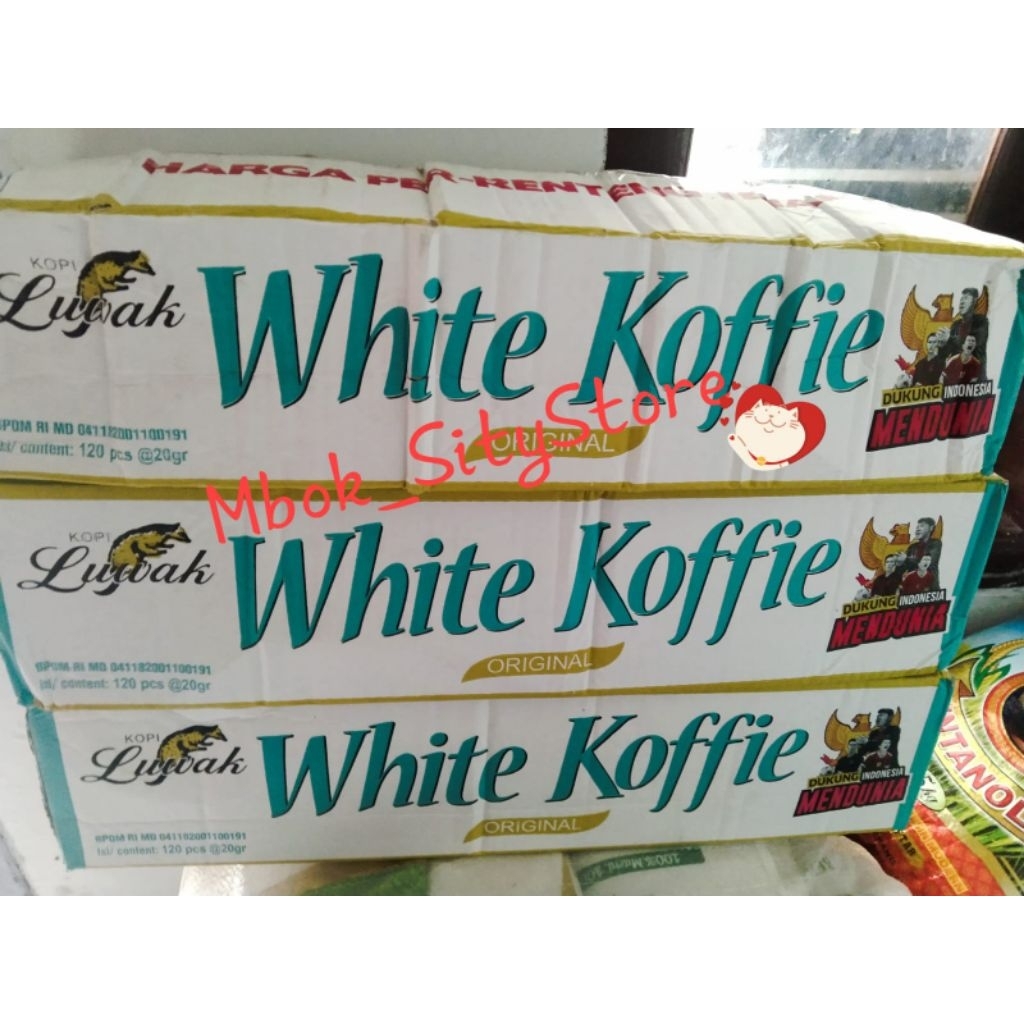 HARGA PER-RENTENG
KOPI
Luwak
White Koffie
ORIGINAL
BPOM RI MD 041182001100191
Isi/ content: 120 pcs @20gr
DUKUNG INDONESIA
MENDUNIA
Mbok_SityStore
KOPI
Luwak
White Koffie
ORIGINAL
BPOM RI MD 041182001100191
Isi/ content: 120 pcs @20gr
DUKUNG INDONESIA
MENDUNIA
KOPI
Luwak
White Koffie
ORIGINAL
BPOM RI MD 041182001100191
Isi/ content: 120 pcs @20gr
DUKUNG INDONESIA
MENDUNIA
100%